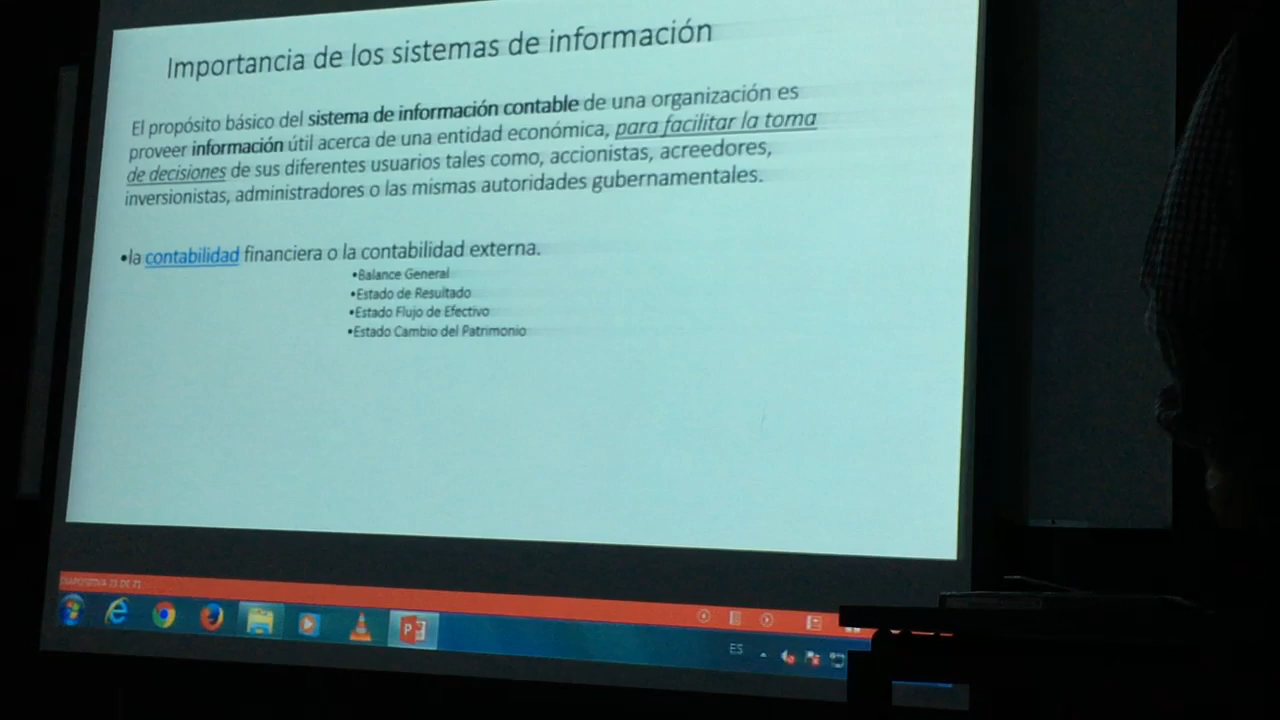 Importancia de los sistemas de información
El propósito básico del sistema de información contable de una organización es
proveer información útil acerca de una entidad económica, para facilitar la toma
de decisiones de sus diferentes usuarios tales como, accionistas, acreedores,
inversionistas, administradores o las mismas autoridades gubernamentales.
•la contabilidad financiera o la contabilidad externa.
•Balance General
•Estado de Resultado
•Estado Flujo de Efectivo
•Estado Cambio del Patrimonio
ES